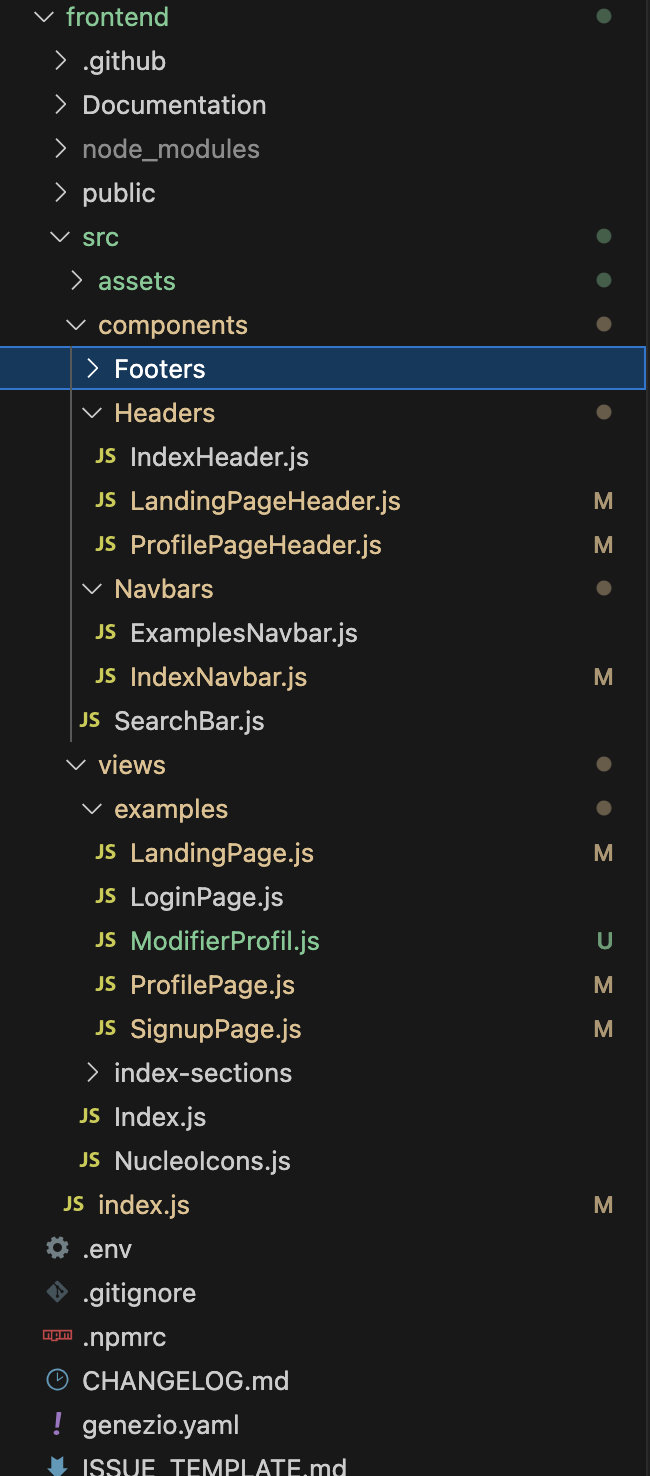 frontend
.github
Documentation
node_modules
public
src
assets
components
Footers
Headers
JS IndexHeader.js
JS LandingPageHeader.js M
JS ProfilePageHeader.js M
Navbars
JS ExamplesNavbar.js
JS IndexNavbar.js M
JS SearchBar.js
views
examples
JS LandingPage.js M
JS LoginPage.js
JS ModifierProfil.js U
JS ProfilePage.js M
JS SignupPage.js M
index-sections
JS Index.js
JS NucleoIcons.js
JS index.js M
.env
.gitignore
npm .npmrc
CHANGELOG.md
! genezio.yaml
ISSUE_TEMPLATE.md